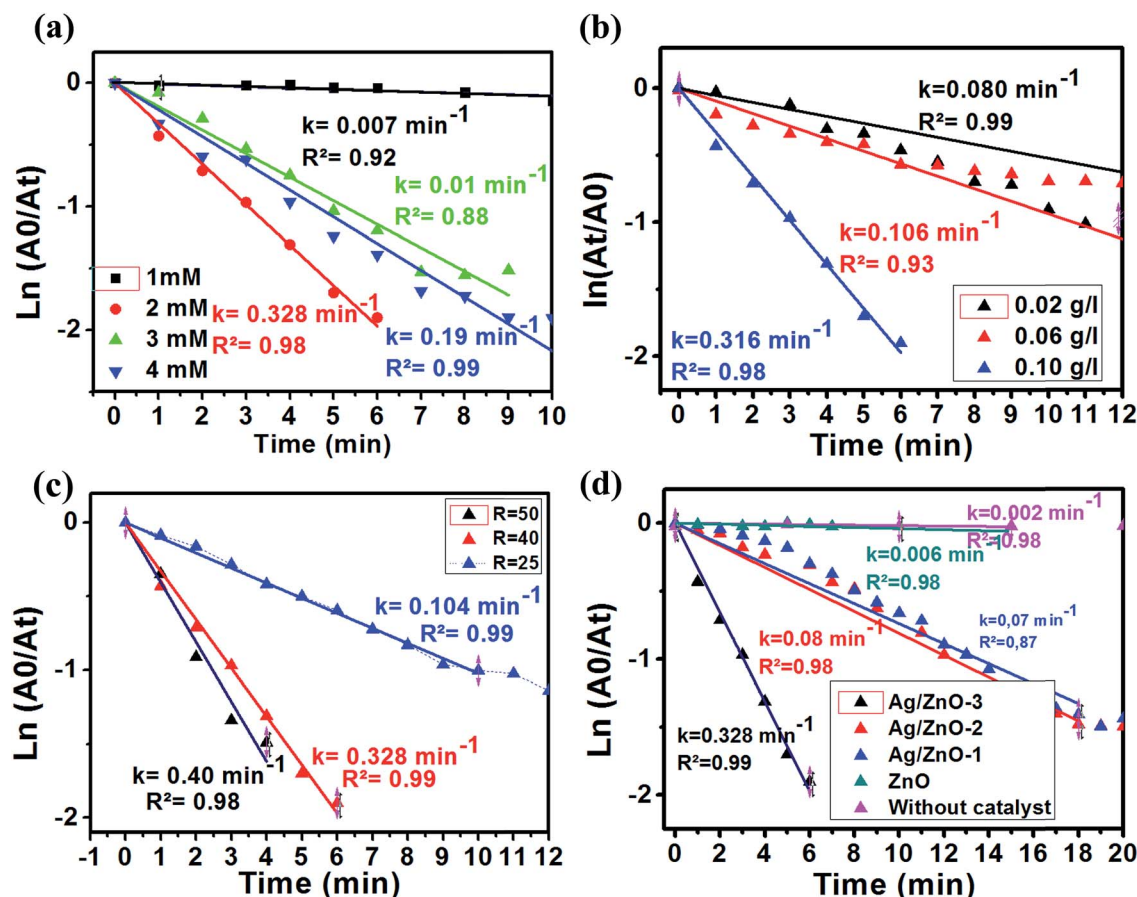 (a)
Ln (A0/At)
0
-1
-2
k= 0.007 min⁻¹
R²= 0.92
k= 0.01 min⁻¹
R²= 0.88
1mM
2 mM
3 mM
4 mM
k= 0.328 min⁻¹
R²= 0.98
k= 0.19 min⁻¹
R²= 0.99
0 1 2 3 4 5 6 7 8 9 10
Time (min)
(b)
ln(At/A0)
0
-1
-2
k=0.080 min⁻¹
R²= 0.99
k=0.106 min⁻¹
R²= 0.93
k=0.316 min⁻¹
R²= 0.98
0.02 g/l
0.06 g/l
0.10 g/l
0 1 2 3 4 5 6 7 8 9 10 11 12
Time (min)
(c)
Ln (A0/At)
0
-1
-2
R=50
R=40
R=25
k= 0.104 min⁻¹
R²= 0.99
k= 0.328 min⁻¹
R²= 0.99
k= 0.40 min⁻¹
R²= 0.98
-1 0 1 2 3 4 5 6 7 8 9 10 11 12
Time (min)
(d)
Ln (A0/At)
0
-1
-2
k=0.002 min⁻¹
R²=0.98
k=0.006 min⁻¹
R²=0.98
k=0,07 min⁻¹
R²=0,87
k=0.08 min⁻¹
R²=0.98
k=0.328 min⁻¹
R²=0.99
Ag/ZnO-3
Ag/ZnO-2
Ag/ZnO-1
ZnO
Without catalyst
0 2 4 6 8 10 12 14 16 18 20
Time (min)